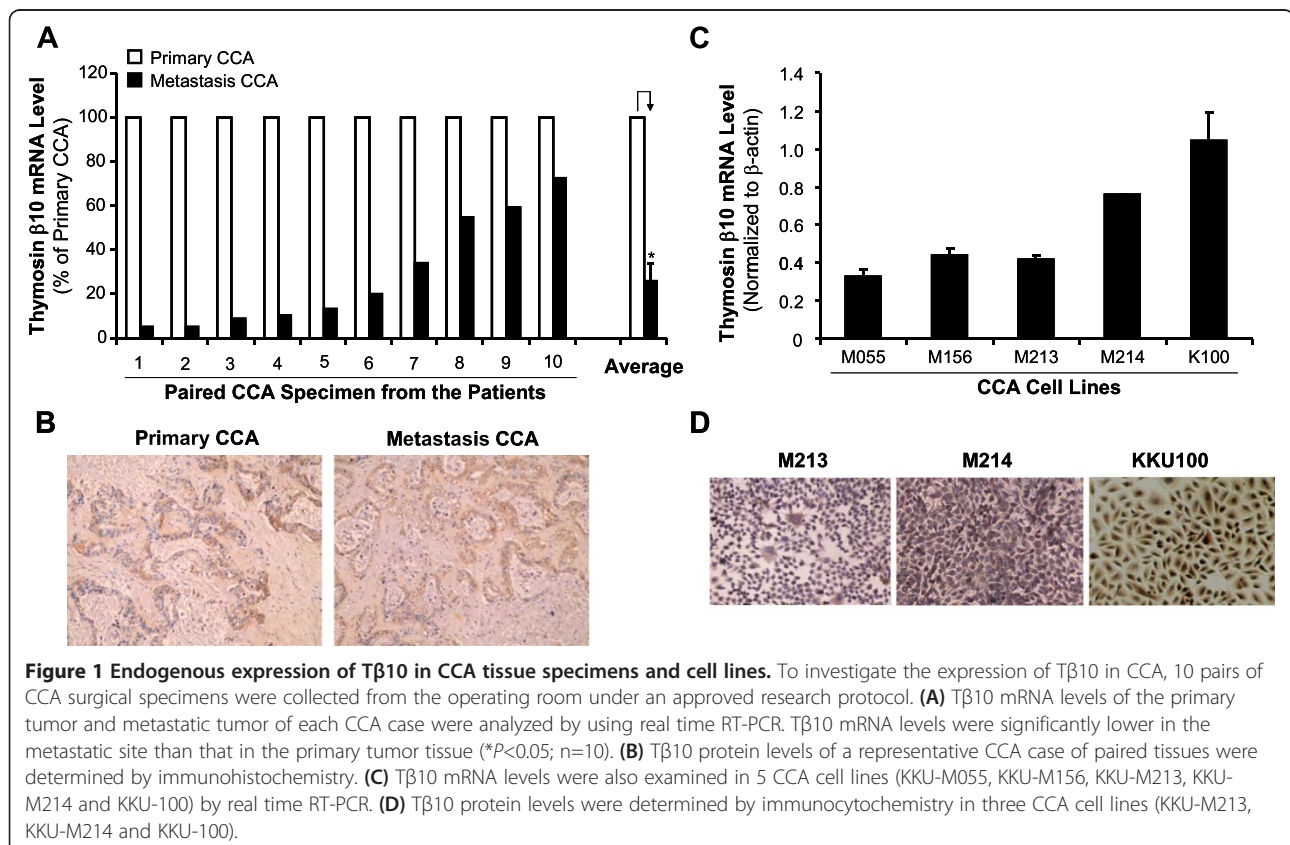 A
Primary CCA
Metastasis CCA
Thymosin β10 mRNA Level
(% of Primary CCA)
120
100
80
60
40
20
0
1 2 3 4 5 6 7 8 9 10
Average
*
Paired CCA Specimen from the Patients
B
Primary CCA
Metastasis CCA
C
Thymosin β10 mRNA Level
(Normalized to β-actin)
1.4
1.2
1.0
0.8
0.6
0.4
0.2
0
M055 M156 M213 M214 K100
CCA Cell Lines
D
M213
M214
KKU100
Figure 1 Endogenous expression of Tβ10 in CCA tissue specimens and cell lines. To investigate the expression of Tβ10 in CCA, 10 pairs of
CCA surgical specimens were collected from the operating room under an approved research protocol. (A) Tβ10 mRNA levels of the primary
tumor and metastatic tumor of each CCA case were analyzed by using real time RT-PCR. Tβ10 mRNA levels were significantly lower in the
metastatic site than that in the primary tumor tissue (*P<0.05; n=10). (B) Tβ10 protein levels of a representative CCA case of paired tissues were
determined by immunohistochemistry. (C) Tβ10 mRNA levels were also examined in 5 CCA cell lines (KKU-M055, KKU-M156, KKU-M213, KKU-
M214 and KKU-100) by real time RT-PCR. (D) Tβ10 protein levels were determined by immunocytochemistry in three CCA cell lines (KKU-M213,
KKU-M214 and KKU-100).